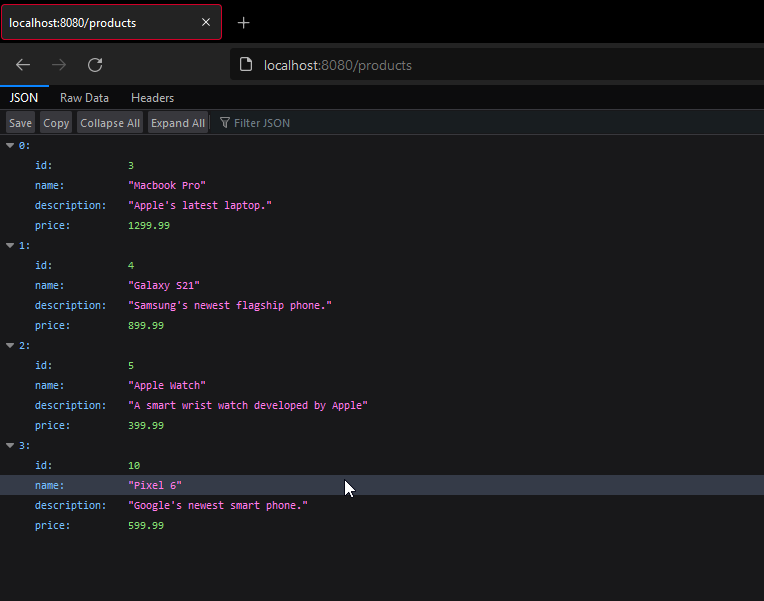 localhost:8080/products
localhost:8080/products
JSON Raw Data Headers
Save Copy Collapse All Expand All Filter JSON
0:
id: 3
name: "Macbook Pro"
description: "Apple's latest laptop."
price: 1299.99
1:
id: 4
name: "Galaxy S21"
description: "Samsung's newest flagship phone."
price: 899.99
2:
id: 5
name: "Apple Watch"
description: "A smart wrist watch developed by Apple"
price: 399.99
3:
id: 10
name: "Pixel 6"
description: "Google's newest smart phone."
price: 599.99